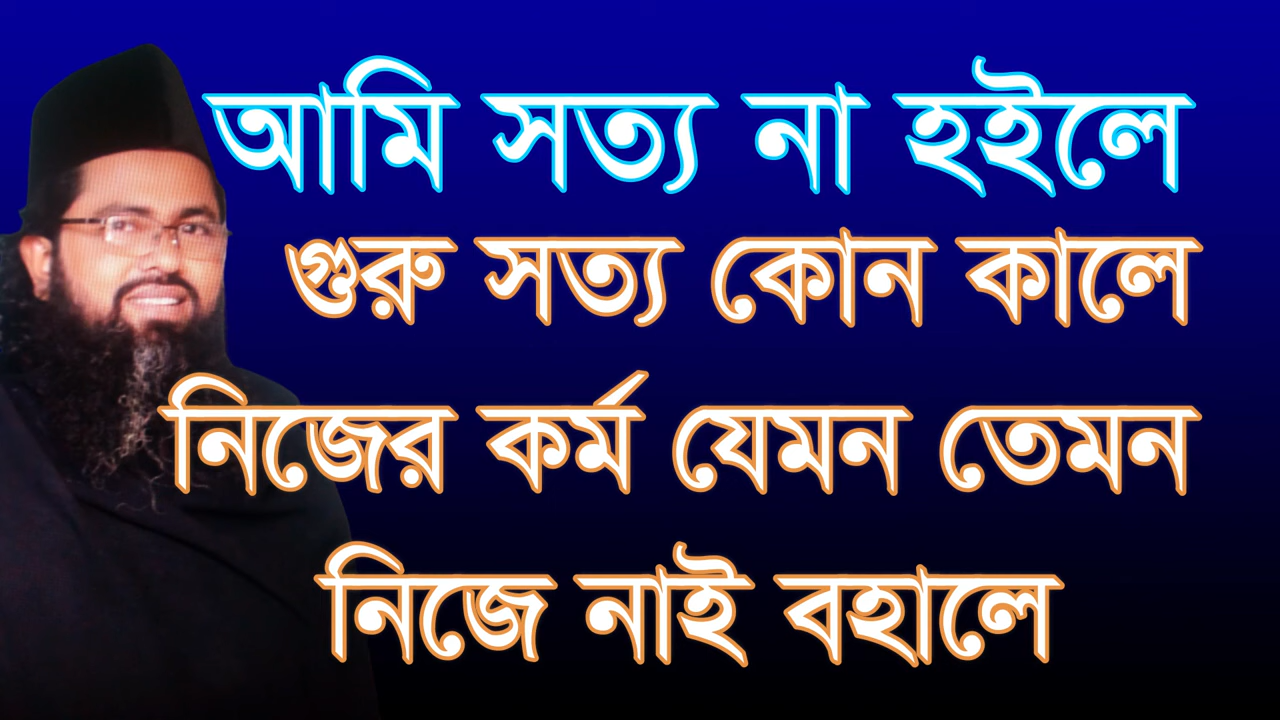 আমি সত্য না হইলে
গুরু সত্য কোন কালে
নিজের কর্ম যেমন তেমন
নিজে নাই বহালে